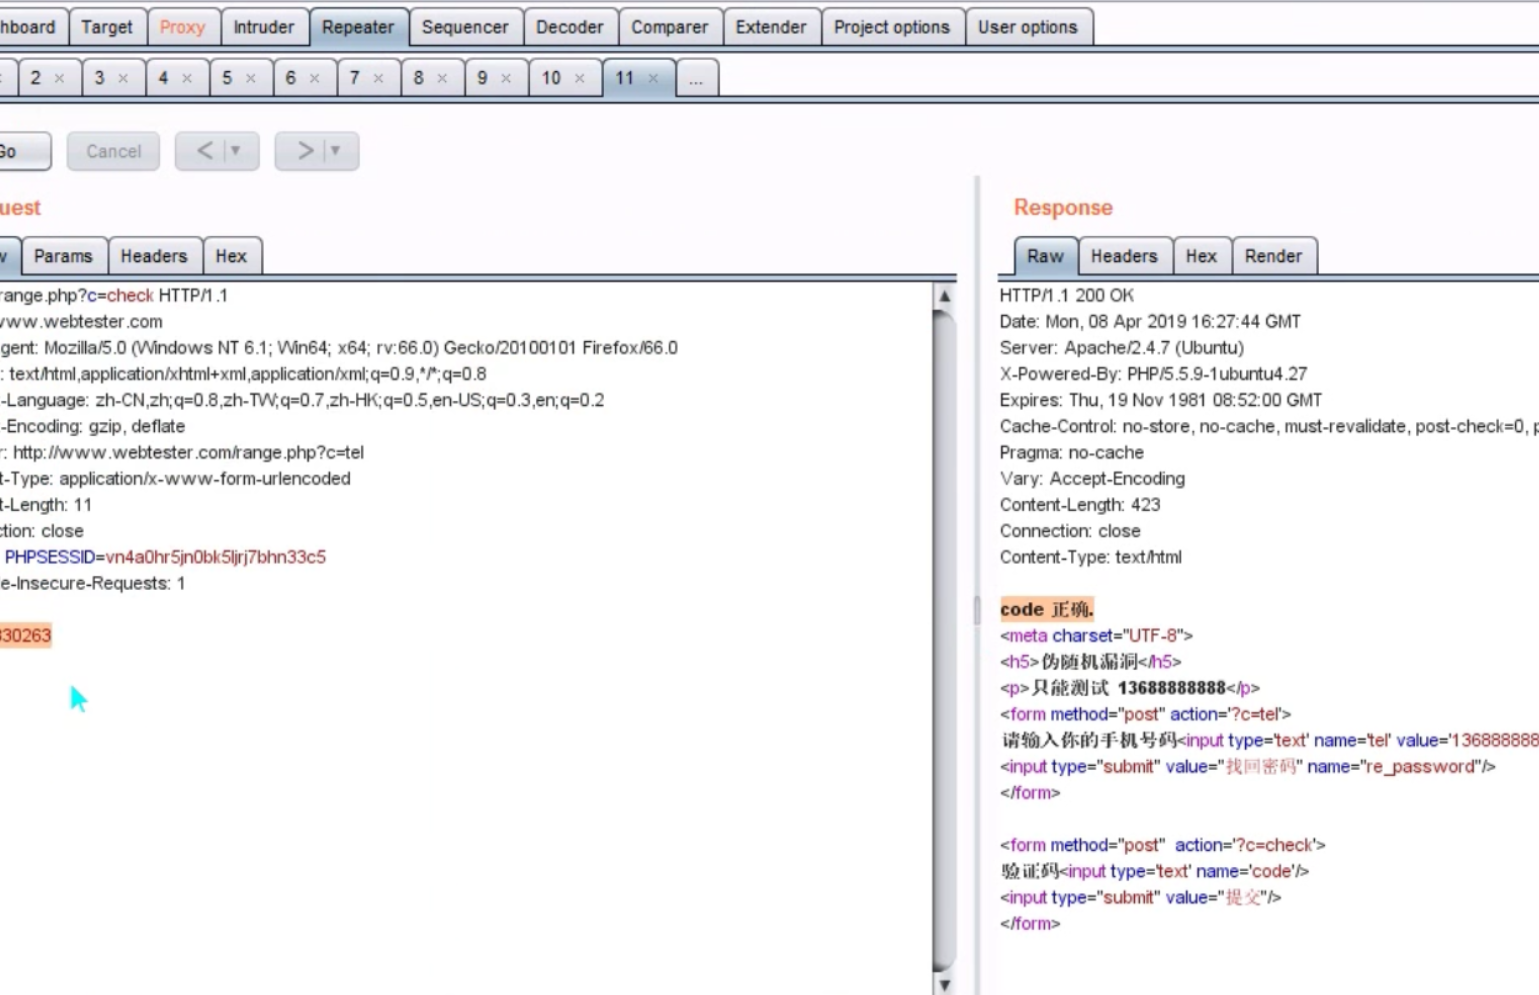 hboard Target Proxy Intruder Repeater Sequencer Decoder Comparer Extender Project options User options
2 × 3 × 4 × 5 × 6 × 7 × 8 × 9 × 10 × 11 × ...
Go Cancel < ▼ > ▼
uest
w Params Headers Hex
range.php?c=check HTTP/1.1
www.webtester.com
gent: Mozilla/5.0 (Windows NT 6.1; Win64; x64; rv:66.0) Gecko/20100101 Firefox/66.0
: text/html,application/xhtml+xml,application/xml;q=0.9,*/*;q=0.8
-Language: zh-CN,zh;q=0.8,zh-TW;q=0.7,zh-HK;q=0.5,en-US;q=0.3,en;q=0.2
-Encoding: gzip, deflate
r: http://www.webtester.com/range.php?c=tel
t-Type: application/x-www-form-urlencoded
t-Length: 11
ction: close
PHPSESSID=vn4a0hr5jn0bk5ljrj7bhn33c5
e-Insecure-Requests: 1
330263
Response
Raw Headers Hex Render
HTTP/1.1 200 OK
Date: Mon, 08 Apr 2019 16:27:44 GMT
Server: Apache/2.4.7 (Ubuntu)
X-Powered-By: PHP/5.5.9-1ubuntu4.27
Expires: Thu, 19 Nov 1981 08:52:00 GMT
Cache-Control: no-store, no-cache, must-revalidate, post-check=0, p
Pragma: no-cache
Vary: Accept-Encoding
Content-Length: 423
Connection: close
Content-Type: text/html
code 正确.
<meta charset="UTF-8">
<h5>伪随机漏洞</h5>
<p>只能测试 13688888888</p>
<form method="post" action='?c=tel'>
请输入你的手机号码<input type='text' name='tel' value='136888888
<input type="submit" value="找回密码" name="re_password"/>
</form>
<form method="post" action='?c=check'>
验证码<input type='text' name='code'/>
<input type="submit" value="提交"/>
</form>